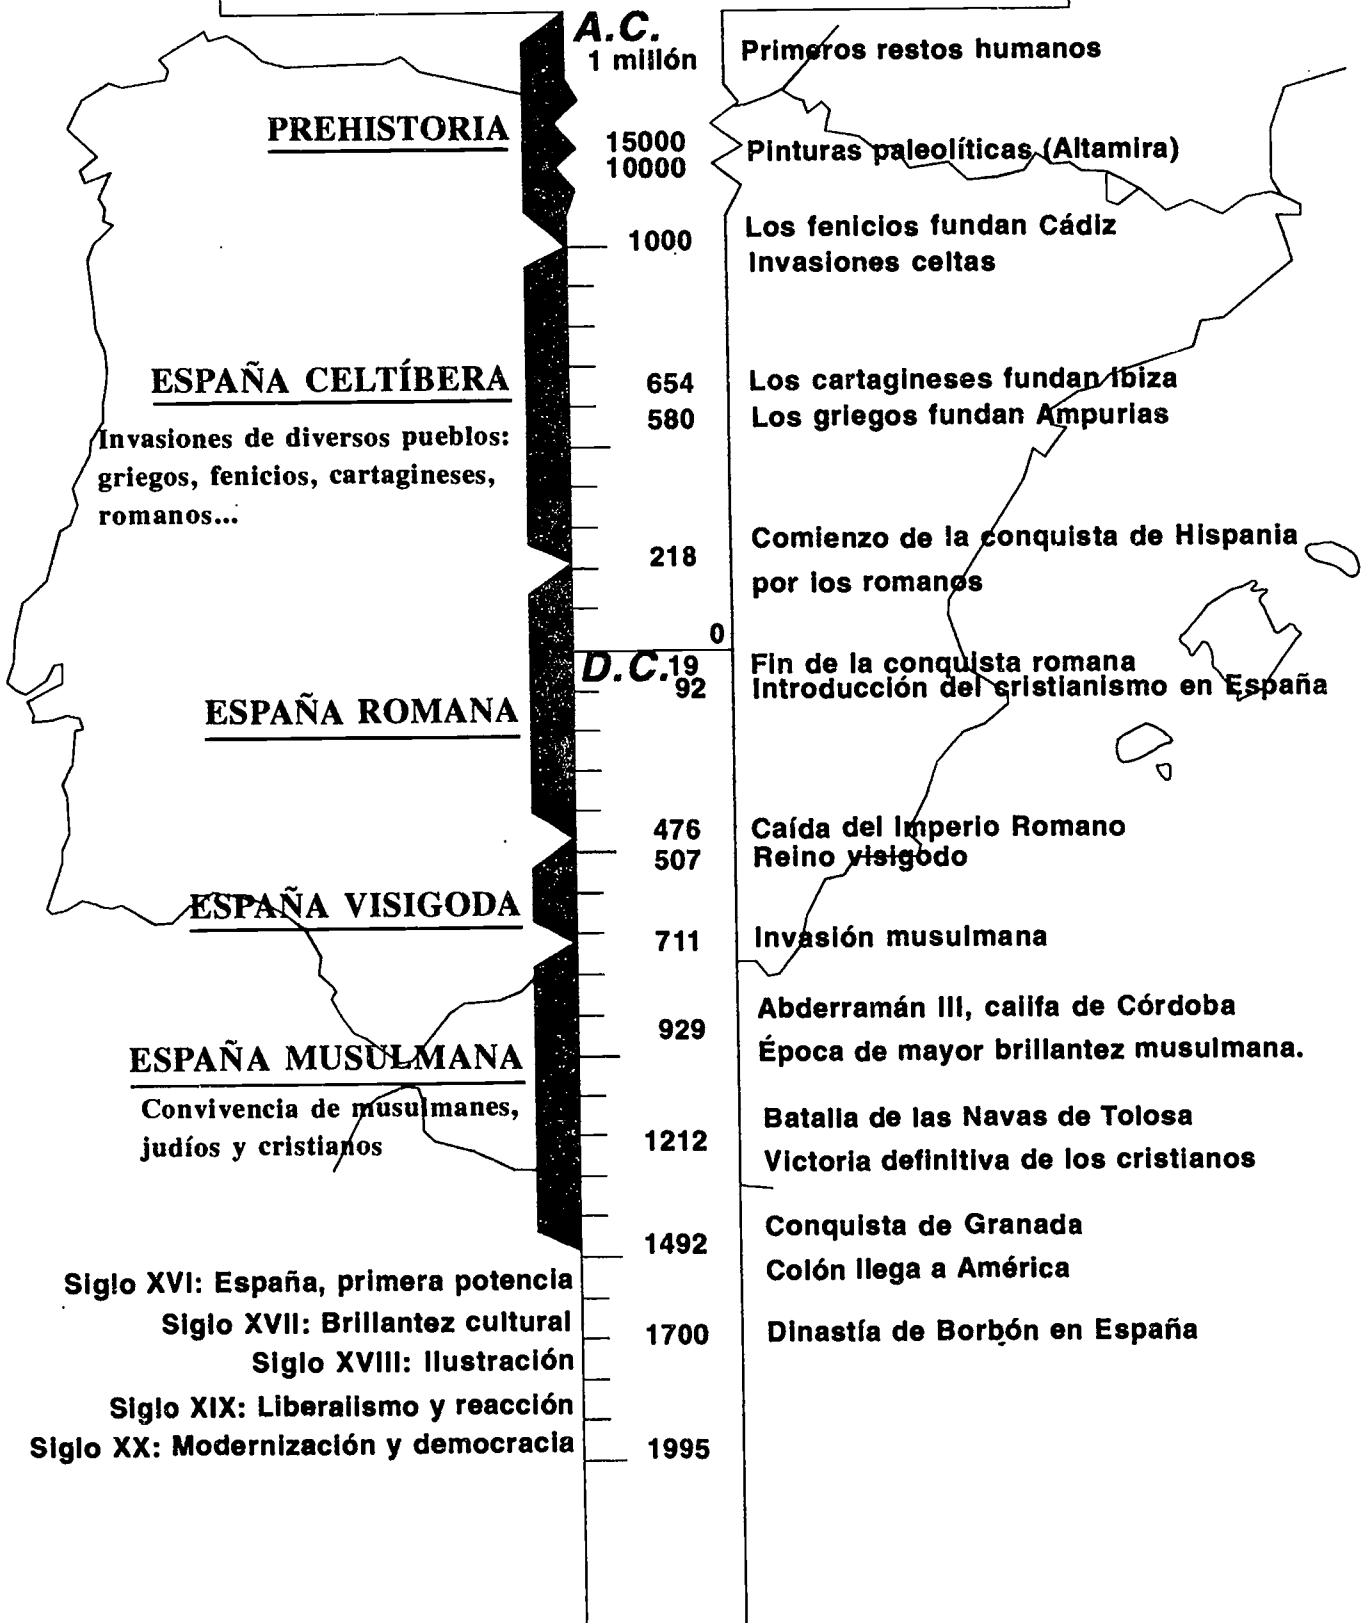 A.C.
1 millón Primeros restos humanos
PREHISTORIA
15000 Pinturas paleolíticas (Altamira)
10000
1000 Los fenicios fundan Cádiz
Invasiones celtas
ESPAÑA CELTÍBERA
654 Los cartagineses fundan Ibiza
580 Los griegos fundan Ampurias
Invasiones de diversos pueblos:
griegos, fenicios, cartagineses,
romanos...
218 Comienzo de la conquista de Hispania
por los romanos
0
D.C. 19 Fin de la conquista romana
92 Introducción del cristianismo en España
ESPAÑA ROMANA
476 Caída del Imperio Romano
507 Reino visigodo
ESPAÑA VISIGODA
711 Invasión musulmana
929 Abderramán III, califa de Córdoba
Época de mayor brillantez musulmana.
ESPAÑA MUSULMANA
Convivencia de musulmanes,
judíos y cristianos
1212 Batalla de las Navas de Tolosa
Victoria definitiva de los cristianos
1492 Conquista de Granada
Colón llega a América
Siglo XVI: España, primera potencia
Siglo XVII: Brillantez cultural
1700 Dinastía de Borbón en España
Siglo XVIII: Ilustración
Siglo XIX: Liberalismo y reacción
Siglo XX: Modernización y democracia
1995